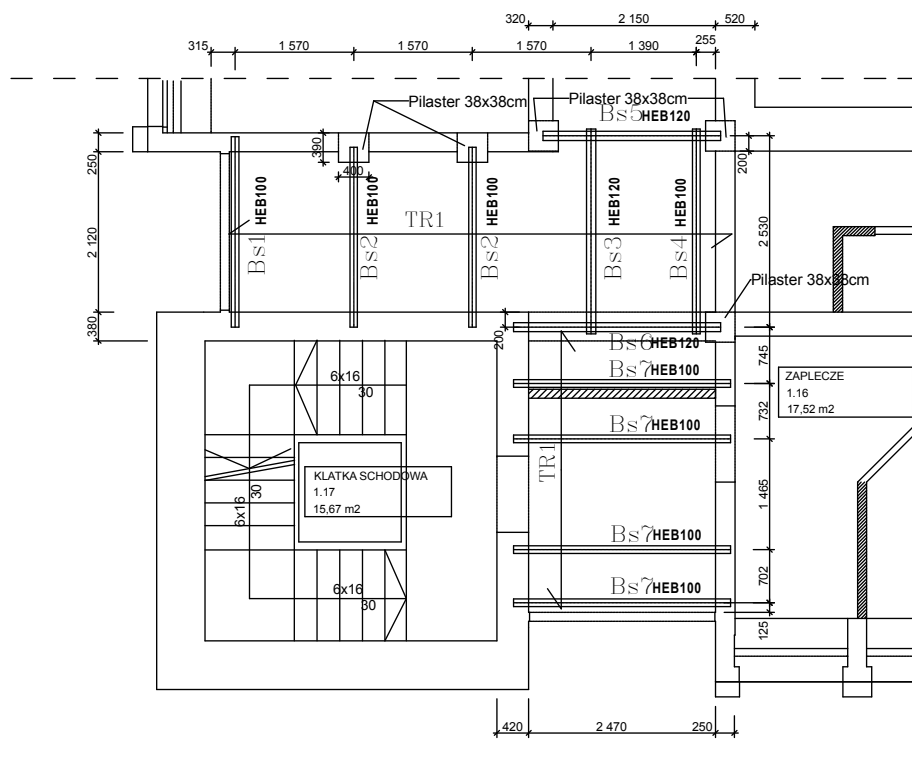 320
2 150
520
315
1 570
1 570
1 570
1 390
255
Pilaster 38x38cm
Pilaster 38x38cm
Bs5 HEB120
250
390
400
200
HEB100
HEB100
HEB100
HEB120
HEB100
TR1
Bs1
Bs2
Bs2
Bs3
Bs4
2 120
2 530
Pilaster 38x38cm
380
200
Bs6 HEB120
745
Bs7 HEB100
6x16
30
ZAPLECZE
1.16
17,52 m2
732
Bs7 HEB100
TR1
KLATKA SCHODOWA
1.17
15,67 m2
6x16
30
1 465
Bs7 HEB100
702
Bs7 HEB100
6x16
30
125
420
2 470
250